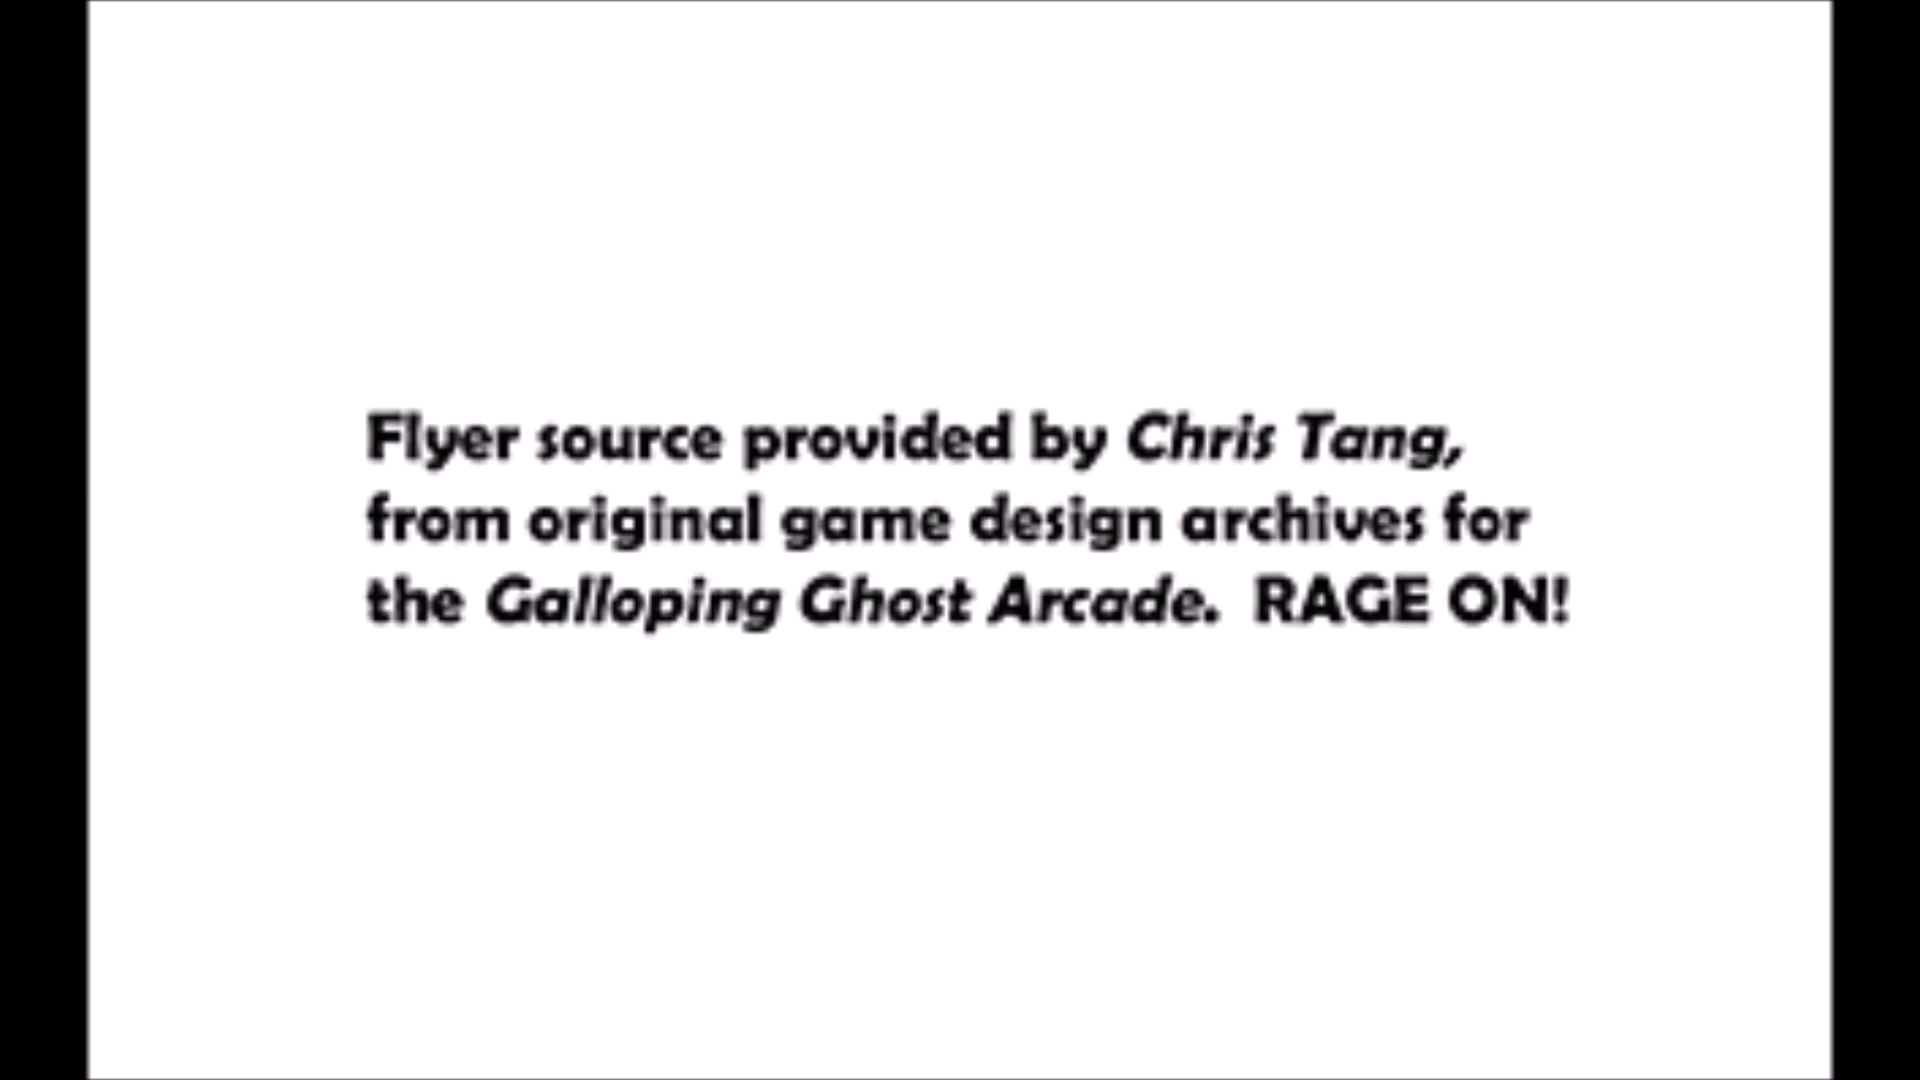 Flyer source provided by Chris Tang,
from original game design archives for
the Galloping Ghost Arcade.  RAGE ON!